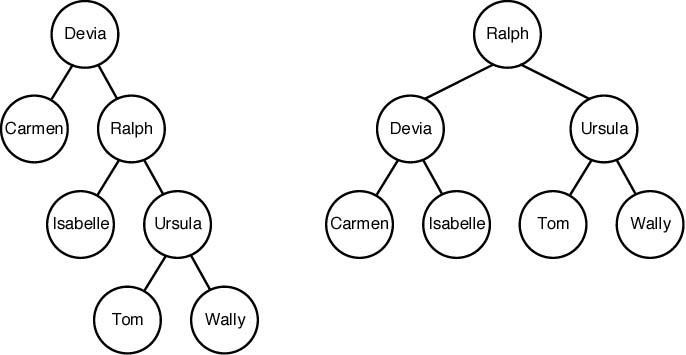 Devia
Carmen
Ralph
Isabelle
Ursula
Tom
Wally
Ralph
Devia
Ursula
Carmen
Isabelle
Tom
Wally